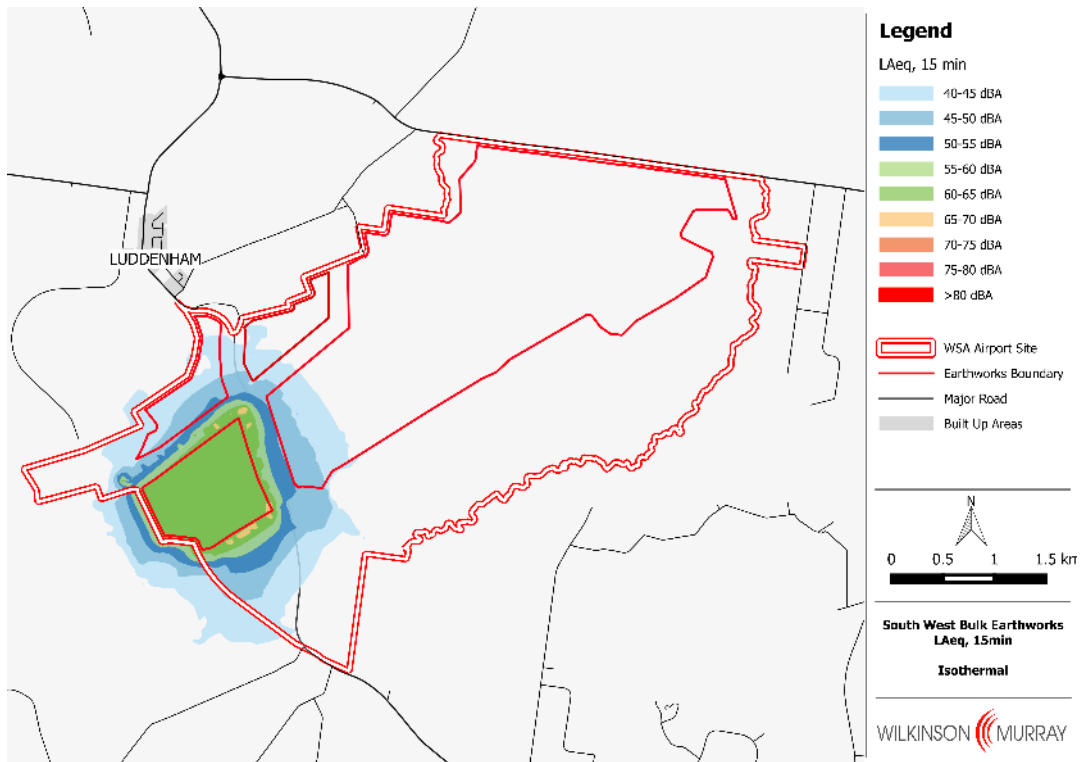 LUDDENHAM
Legend
LAeq, 15 min
40-45 dBA
45-50 dBA
50-55 dBA
55-60 dBA
60-65 dBA
65-70 dBA
70-75 dBA
75-80 dBA
>80 dBA
WSA Airport Site
Earthworks Boundary
Major Road
Built Up Areas
N
0 0.5 1 1.5 km
South West Bulk Earthworks
LAeq, 15min
Isothermal
WILKINSON MURRAY